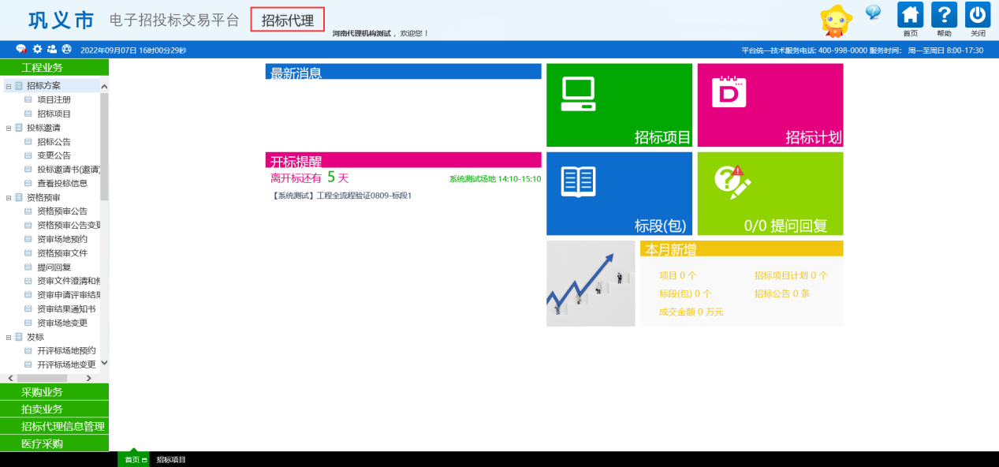 巩义市 电子招投标交易平台 招标代理
河南代理机构测试 ，欢迎您！
首页 帮助 关闭
2022年09月07日 16时00分29秒
平台统一技术服务电话: 400-998-0000 服务时间： 周一至周日 8:00-17:30
工程业务
招标方案
项目注册
招标项目
投标邀请
招标公告
变更公告
投标邀请书(邀请)
查看投标信息
资格预审
资格预审公告
资格预审公告变更
资审场地预约
资格预审文件
提问回复
资审文件澄清和修
资审申请评审结果
资审结果通知书
资审场地变更
发标
开评标场地预约
开评标场地变更
采购业务
拍卖业务
招标代理信息管理
医疗采购
最新消息
开标提醒
离开标还有 5 天
系统测试场地 14:10-15:10
【系统测试】工程全流程验证0809-标段1
招标项目
D
招标计划
标段(包)
0/0 提问回复
本月新增
项目 0 个
招标项目计划 0 个
标段(包) 0 个
招标公告 0 条
成交金额 0 万元
首页
招标项目